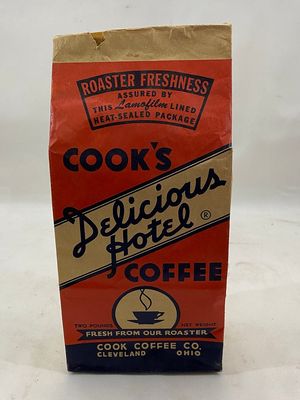 ROASTER FRESHNESS
ASSURED BY
THIS Lamofilm LINED
HEAT-SEALED PACKAGE
COOK'S
Delicious
Hotel ®
COFFEE
TWO POUNDS NET WEIGHT
FRESH FROM OUR ROASTER
COOK COFFEE CO.
CLEVELAND OHIO